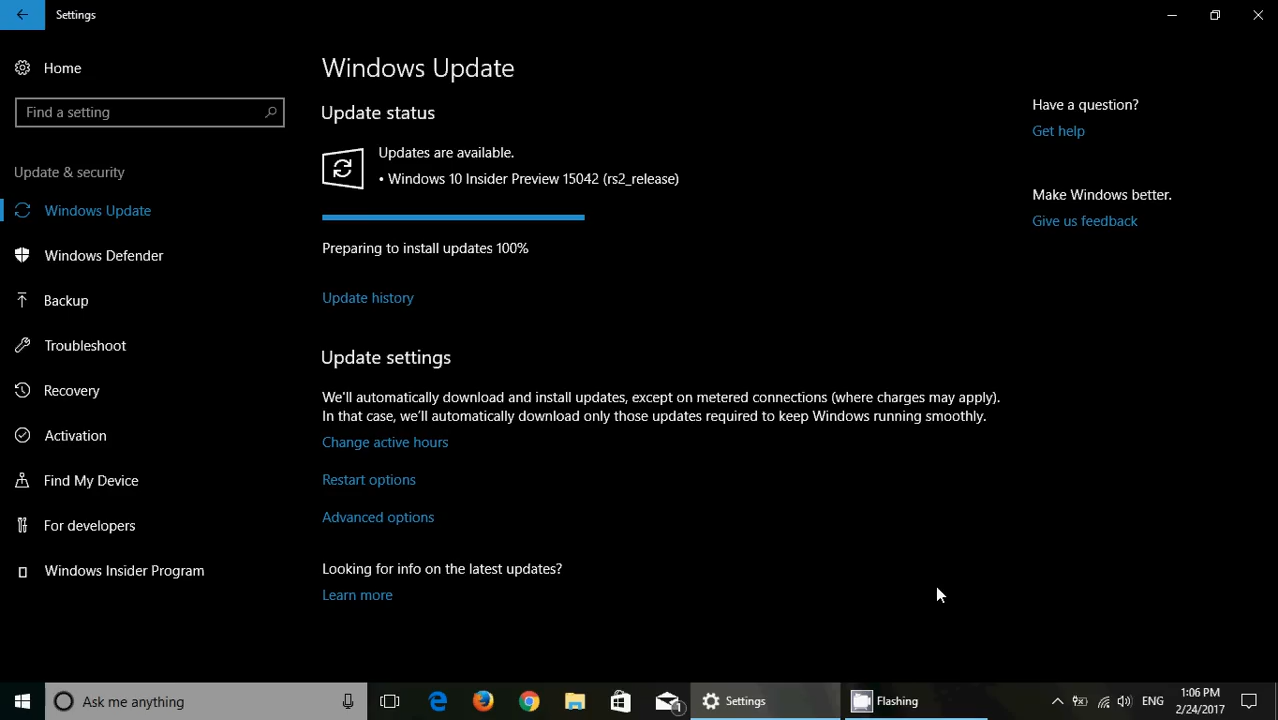 Settings
Home
Find a setting
Update & security
Windows Update
Windows Defender
Backup
Troubleshoot
Recovery
Activation
Find My Device
For developers
Windows Insider Program
Windows Update
Update status
Updates are available.
• Windows 10 Insider Preview 15042 (rs2_release)
Preparing to install updates 100%
Update history
Update settings
We'll automatically download and install updates, except on metered connections (where charges may apply).
In that case, we'll automatically download only those updates required to keep Windows running smoothly.
Change active hours
Restart options
Advanced options
Looking for info on the latest updates?
Learn more
Have a question?
Get help
Make Windows better.
Give us feedback
Ask me anything
1
Settings
Flashing
ENG
1:06 PM
2/24/2017